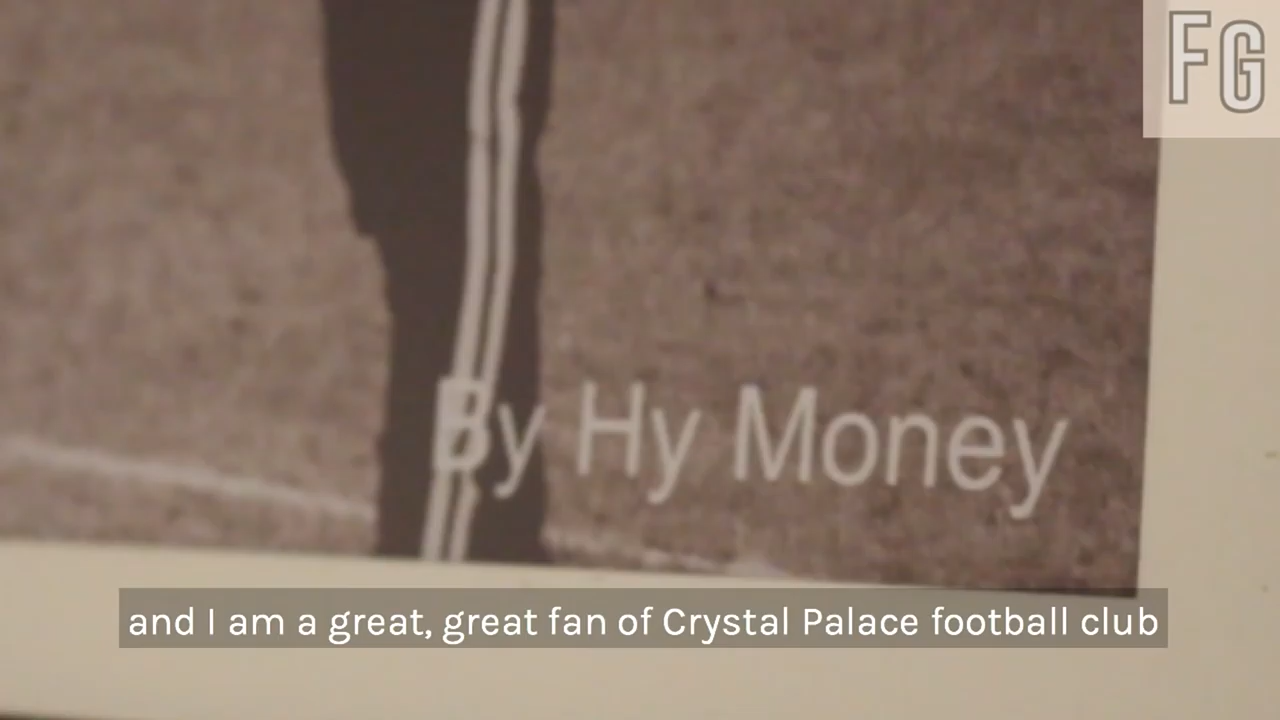 FG
By Hy Money
and I am a great, great fan of Crystal Palace football club